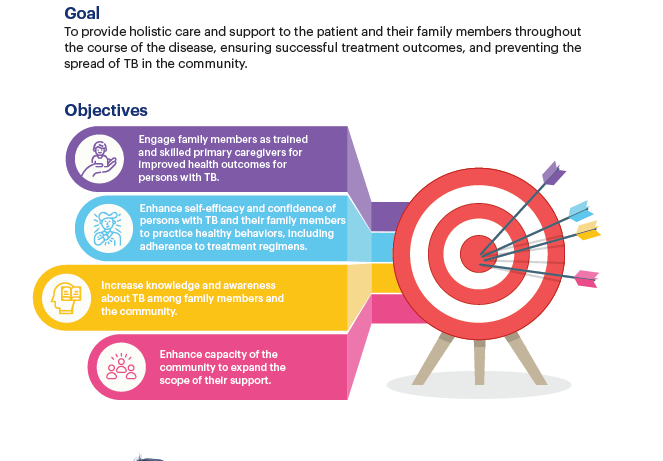 Goal
To provide holistic care and support to the patient and their family members throughout
the course of the disease, ensuring successful treatment outcomes, and preventing the
spread of TB in the community.
Objectives
Engage family members as trained
and skilled primary caregivers for
improved health outcomes for
persons with TB.
Enhance self-efficacy and confidence of
persons with TB and their family members
to practice healthy behaviors, including
adherence to treatment regimens.
Increase knowledge and awareness
about TB among family members and
the community.
Enhance capacity of the
community to expand the
scope of their support.